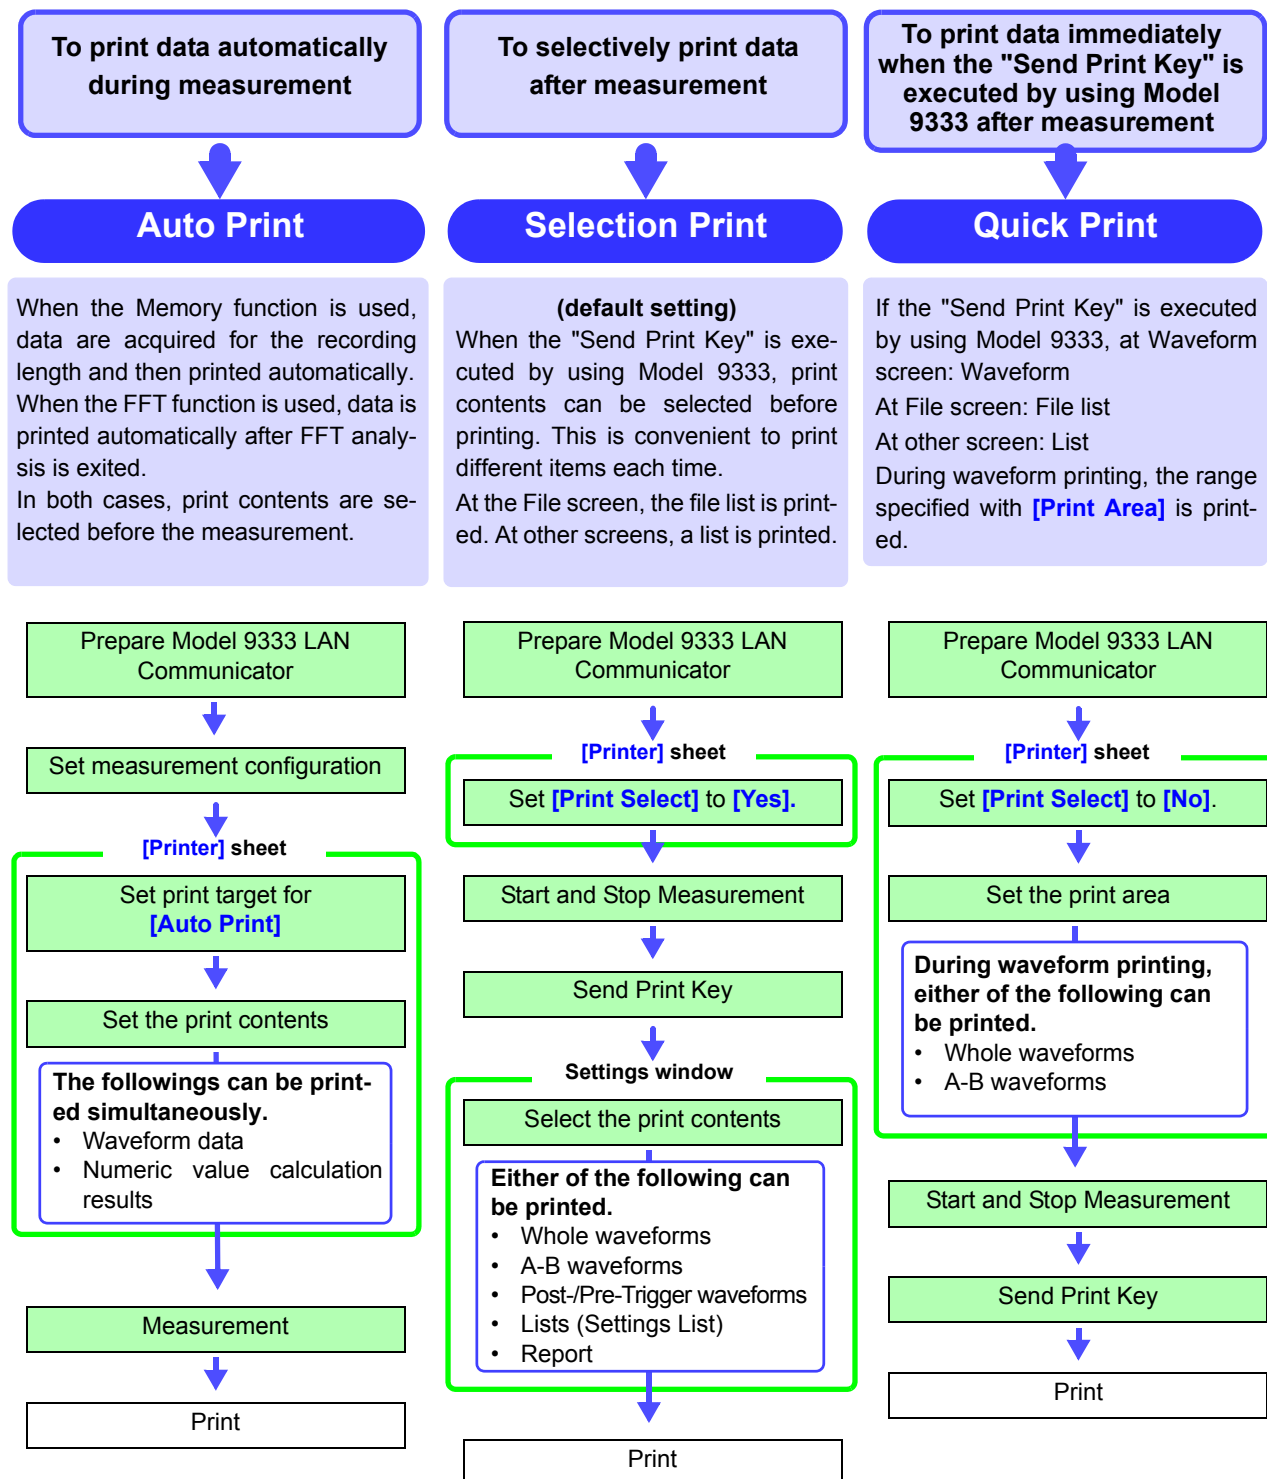 To print data automatically
during measurement
Auto Print
When the Memory function is used,
data are acquired for the recording
length and then printed automatically.
When the FFT function is used, data is
printed automatically after FFT analy-
sis is exited.
In both cases, print contents are se-
lected before the measurement.
Prepare Model 9333 LAN
Communicator
Set measurement configuration
[Printer] sheet
Set print target for
[Auto Print]
Set the print contents
The followings can be print-
ed simultaneously.
• Waveform data
• Numeric value calculation
results
Measurement
Print
To selectively print data
after measurement
Selection Print
(default setting)
When the "Send Print Key" is exe-
cuted by using Model 9333, print
contents can be selected before
printing. This is convenient to print
different items each time.
At the File screen, the file list is print-
ed. At other screens, a list is printed.
Prepare Model 9333 LAN
Communicator
[Printer] sheet
Set [Print Select] to [Yes].
Start and Stop Measurement
Send Print Key
Settings window
Select the print contents
Either of the following can
be printed.
• Whole waveforms
• A-B waveforms
• Post-/Pre-Trigger waveforms
• Lists (Settings List)
• Report
Print
To print data immediately
when the "Send Print Key" is
executed by using Model
9333 after measurement
Quick Print
If the "Send Print Key" is executed
by using Model 9333, at Waveform
screen: Waveform
At File screen: File list
At other screen: List
During waveform printing, the range
specified with [Print Area] is print-
ed.
Prepare Model 9333 LAN
Communicator
[Printer] sheet
Set [Print Select] to [No].
Set the print area
During waveform printing,
either of the following can
be printed.
• Whole waveforms
• A-B waveforms
Start and Stop Measurement
Send Print Key
Print